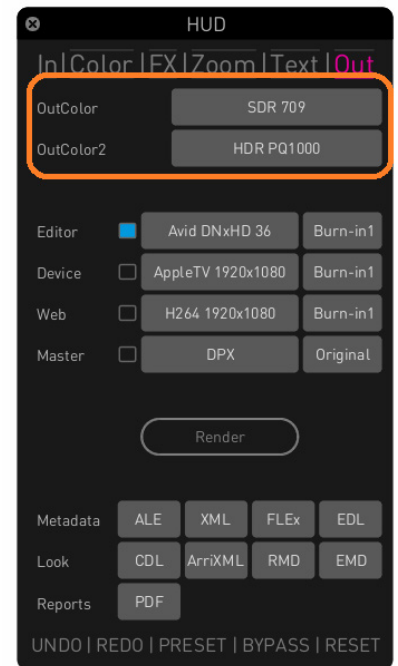 HUD
In|Color|FX|Zoom|Text|Out
OutColor SDR 709
OutColor2 HDR PQ1000
Editor Avid DNxHD 36 Burn-in1
Device AppleTV 1920x1080 Burn-in1
Web H264 1920x1080 Burn-in1
Master DPX Original
Render
Metadata ALE XML FLEx EDL
Look CDL ArriXML RMD EMD
Reports PDF
UNDO | REDO | PRESET | BYPASS | RESET